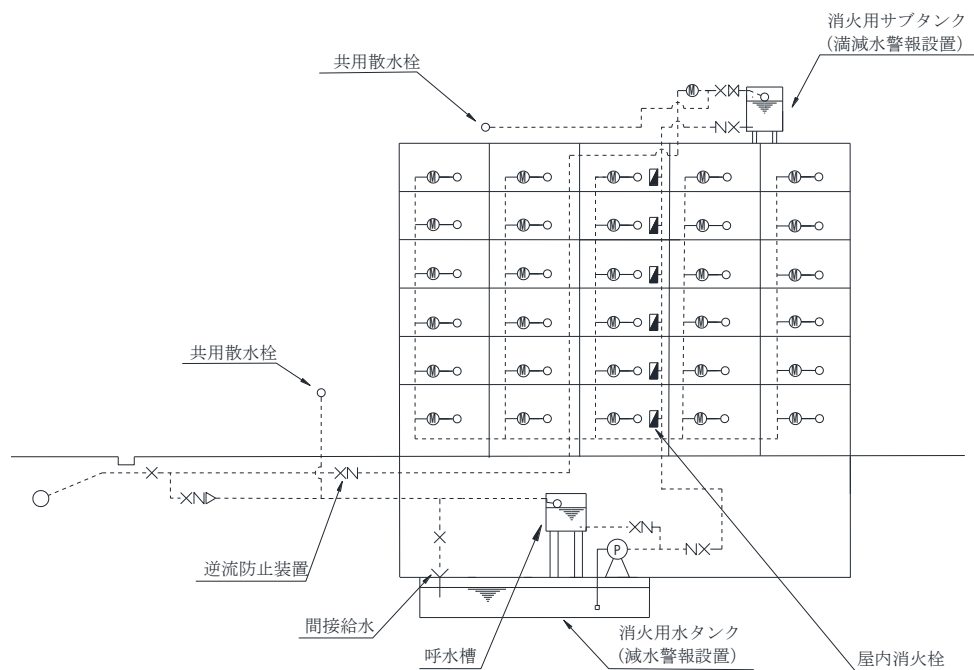 消火用サブタンク
(満減水警報設置)
共用散水栓
M
M M M M M
M M M M M
M M M M M
M M M M M
共用散水栓
M M M M M
M M M M M
P
逆流防止装置
間接給水
呼水槽
消火用水タンク
(減水警報設置)
屋内消火栓